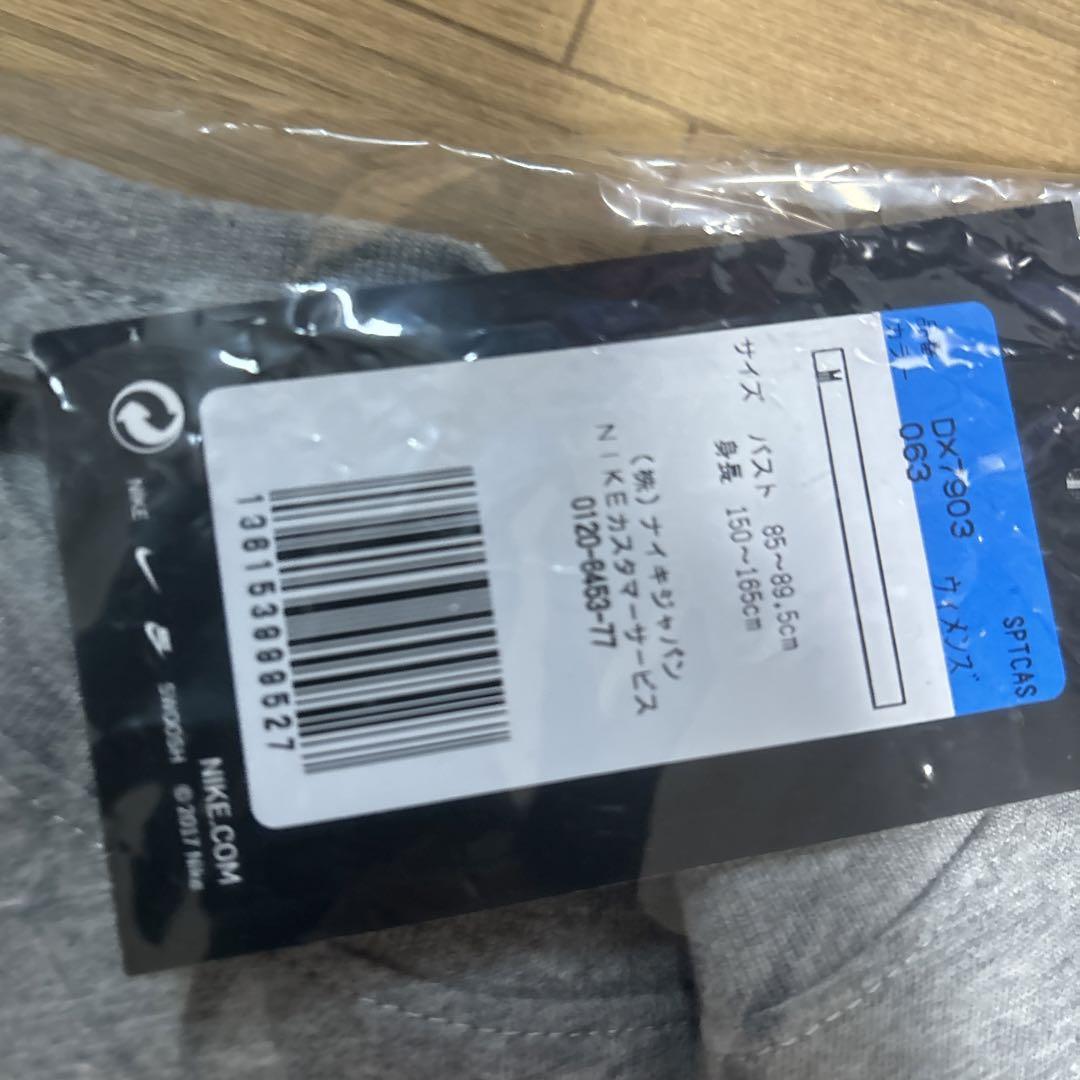 SPTCAS
品番 DX7903 ウィメンズ
カラー 063
M
サイズ バスト 85～89.5cm
身長 150～165cm
(株)ナイキジャパン
NIKEカスタマーサービス
0120-6453-77
NIKE
SWOOSH
NIKE.COM
© 2017 Nike